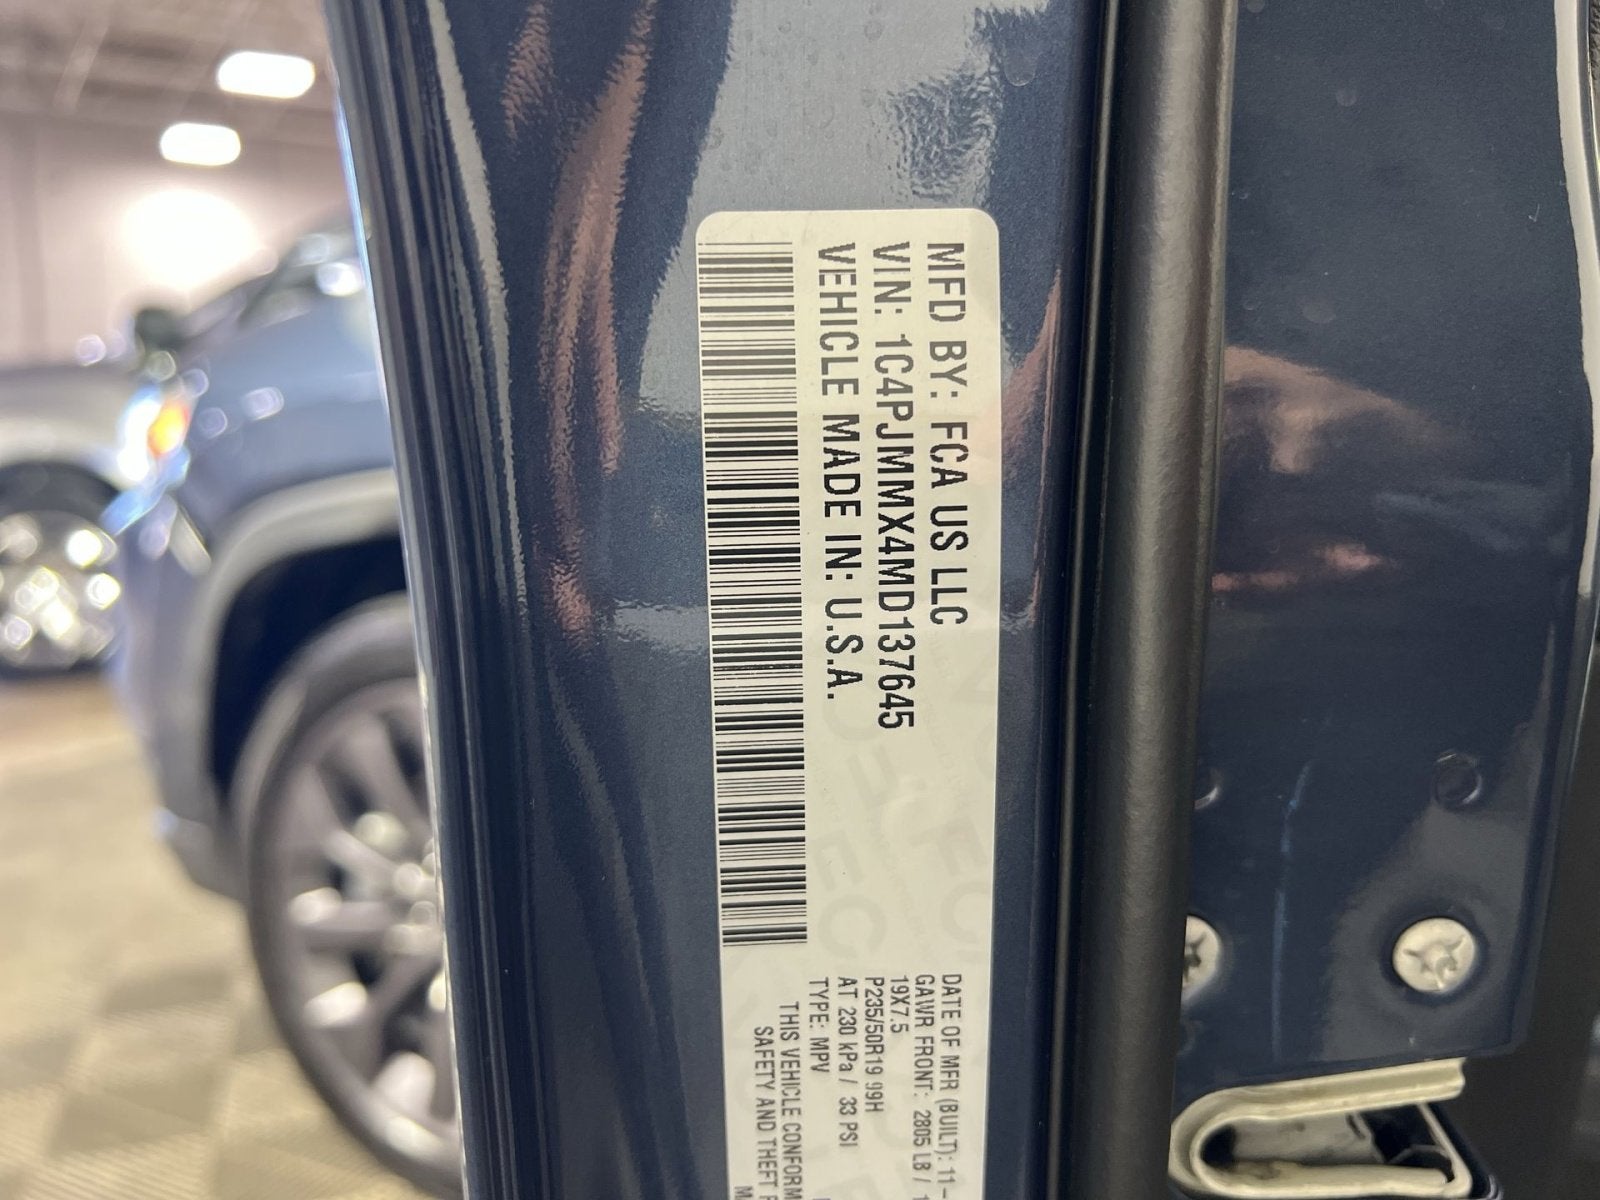 MFD BY: FCA US LLC
VIN: 1C4PJMMX4MD137645
VEHICLE MADE IN: U.S.A.
DATE OF MFR (BUILT): 11-
GAWR FRONT: 2805 LB / 1
19X7.5
P235/50R19 99H
AT 230 kPa / 33 PSI
TYPE: MPV
THIS VEHICLE CONFORM
SAFETY AND THEFT P